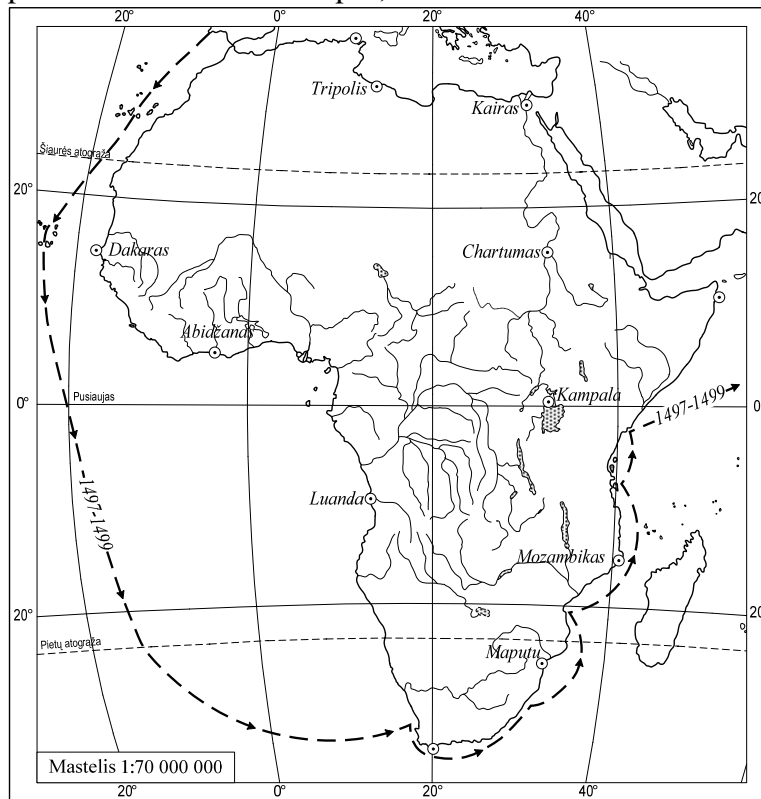 20°
0°
20°
40°
Tripolis
Kairas
Šiaurės atogrąža
20°
20
Dakaras
Chartumas
Abidžanas
Pusiaujas
Kampala
0°
0
1497-1499
1497-1499
Luanda
Mozambikas
20°
20
Pietų atogrąža
Maputu
Mastelis 1:70 000 000
20°
0°
20°
40°